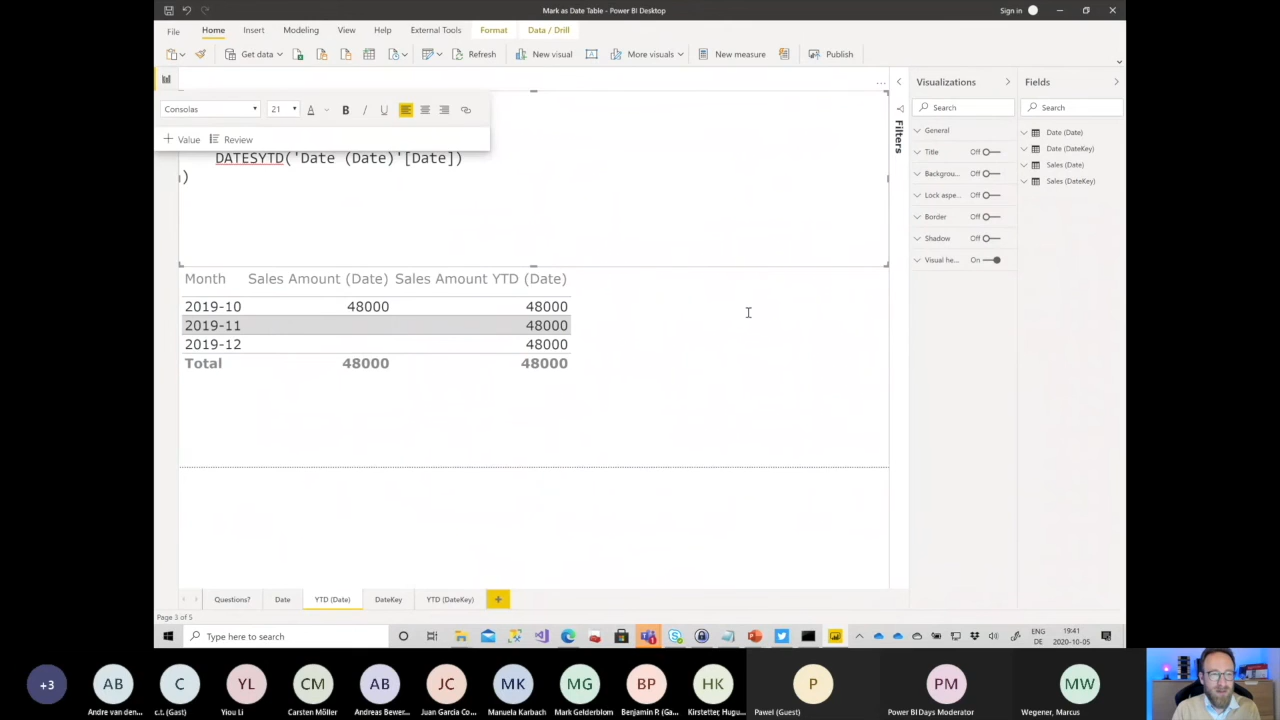 Mark as Date Table - Power BI Desktop
Sign in
File
Home
Insert
Modeling
View
Help
External Tools
Format
Data / Drill
Get data
Refresh
New visual
More visuals
New measure
Publish
Consolas
21
A
B
I
U
Value
Review
DATESYTD('Date (Date)'[Date])
)
Month Sales Amount (Date) Sales Amount YTD (Date)
2019-10 48000 48000
2019-11 48000
2019-12 48000
Total 48000 48000
Filters
Visualizations
Search
General
Title Off
Backgrou... Off
Lock aspe... Off
Border Off
Shadow Off
Visual he... On
Fields
Search
Date (Date)
Date (DateKey)
Sales (Date)
Sales (DateKey)
Questions?
Date
YTD (Date)
DateKey
YTD (DateKey)
+
Page 3 of 5
Type here to search
ENG
DE
19:41
2020-10-05
+3
AB
C
YL
CM
AB
JC
MK
MG
BP
HK
P
PM
MW
Andre van den...
c.t. (Gast)
Yiou Li
Carsten Möller
Andreas Bewer...
Juan Garcia Co...
Manuela Karbach
Mark Gelderblom
Benjamin R (Ga...
Kirstetter, Hugu...
Pawel (Guest)
Power BI Days Moderator
Wegener, Marcus